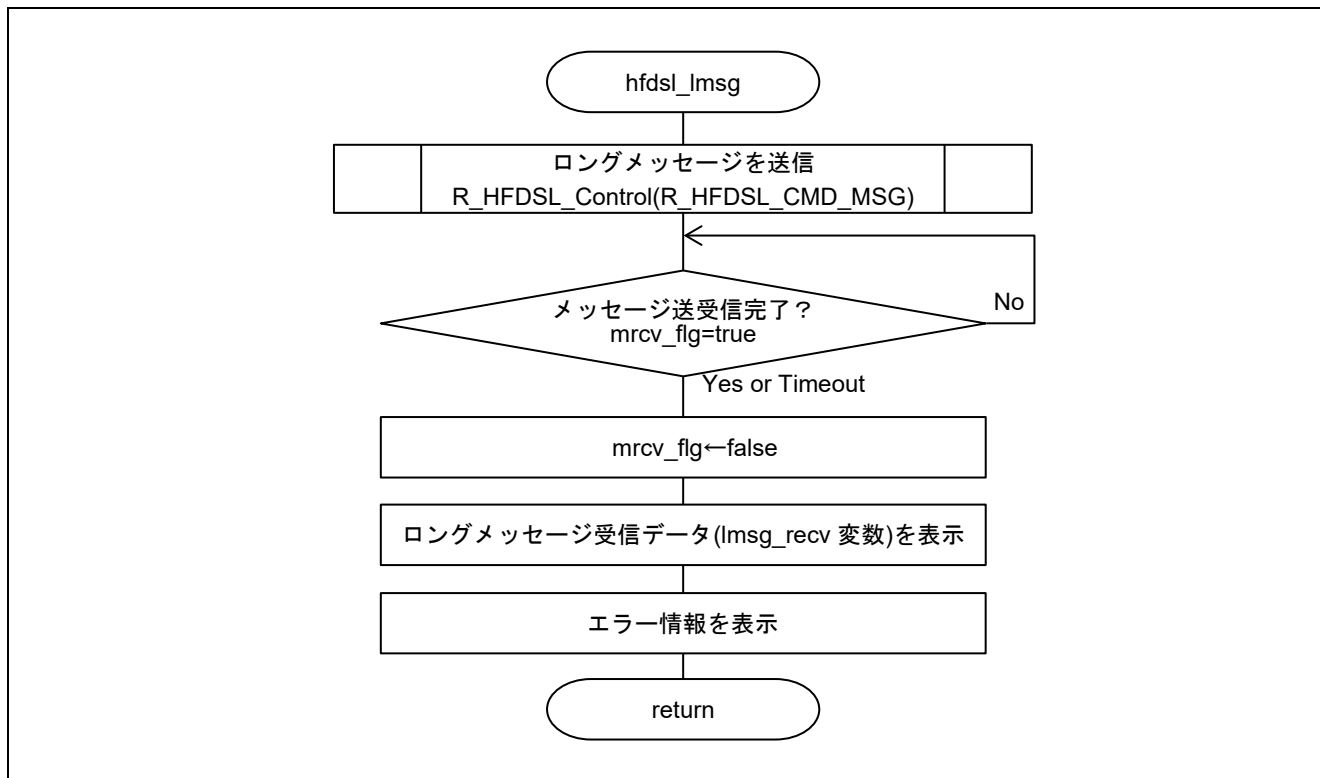 hfdsl_lmsg
ロングメッセージを送信
R_HFDSL_Control(R_HFDSL_CMD_MSG)
メッセージ送受信完了？
mrcv_flg=true
No
Yes or Timeout
mrcv_flg←false
ロングメッセージ受信データ(lmsg_recv 変数)を表示
エラー情報を表示
return